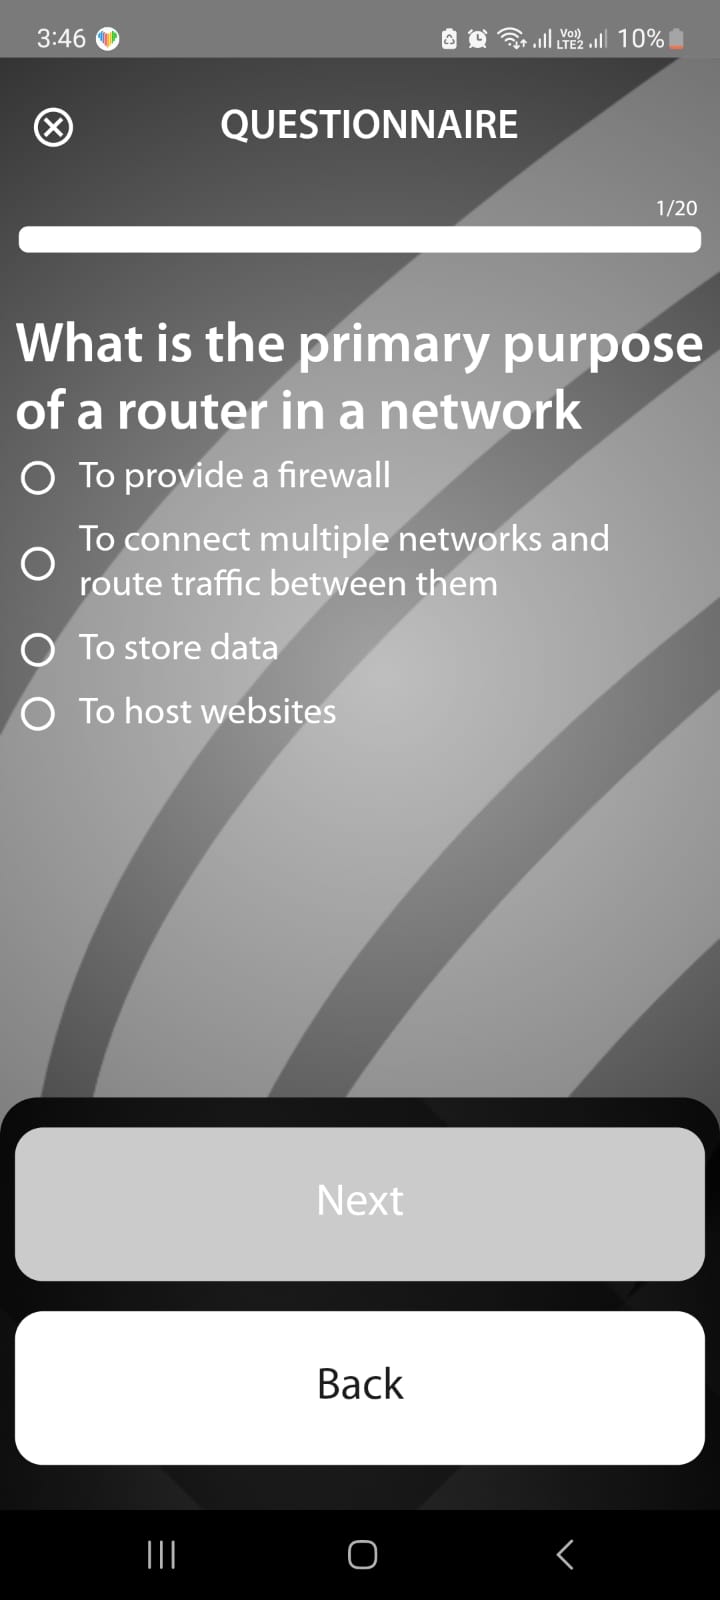 3:46
Vo)) LTE2 10%
QUESTIONNAIRE
1/20
What is the primary purpose
of a router in a network
To provide a firewall
To connect multiple networks and
route traffic between them
To store data
To host websites
Next
Back